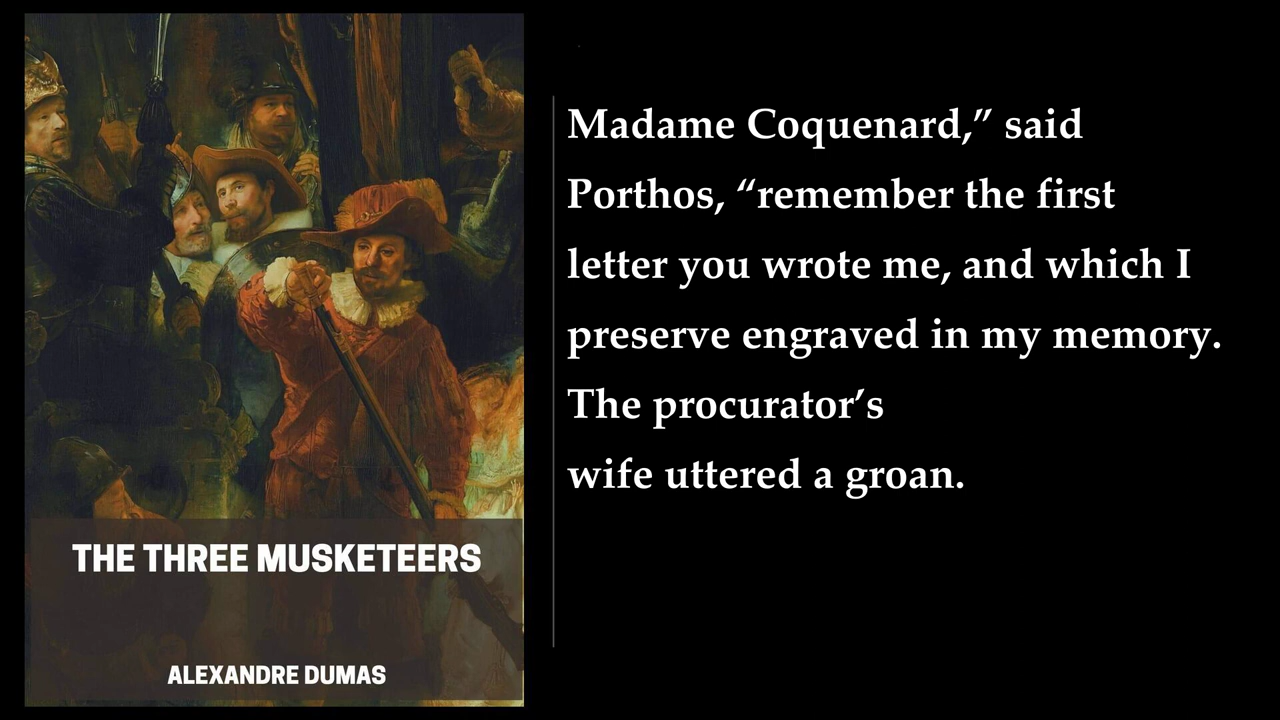 Madame Coquenard,” said
Porthos, “remember the first
letter you wrote me, and which I
preserve engraved in my memory.
The procurator’s
wife uttered a groan.
THE THREE MUSKETEERS
ALEXANDRE DUMAS